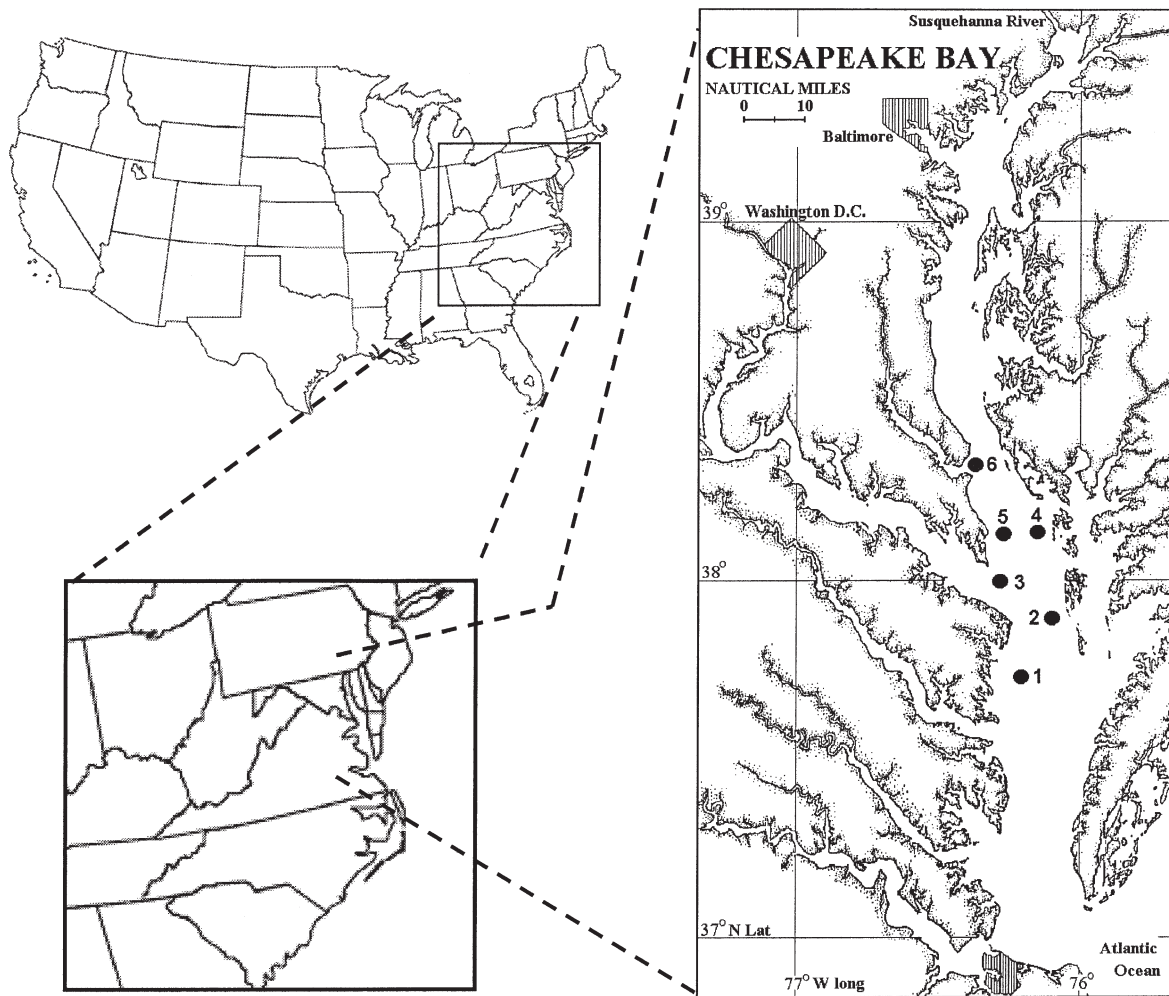 Susquehanna River
CHESAPEAKE BAY
NAUTICAL MILES
0 10
Baltimore
39°
Washington D.C.
6
5 4
38°
3
2
1
37° N Lat
Atlantic
Ocean
77° W long
76°